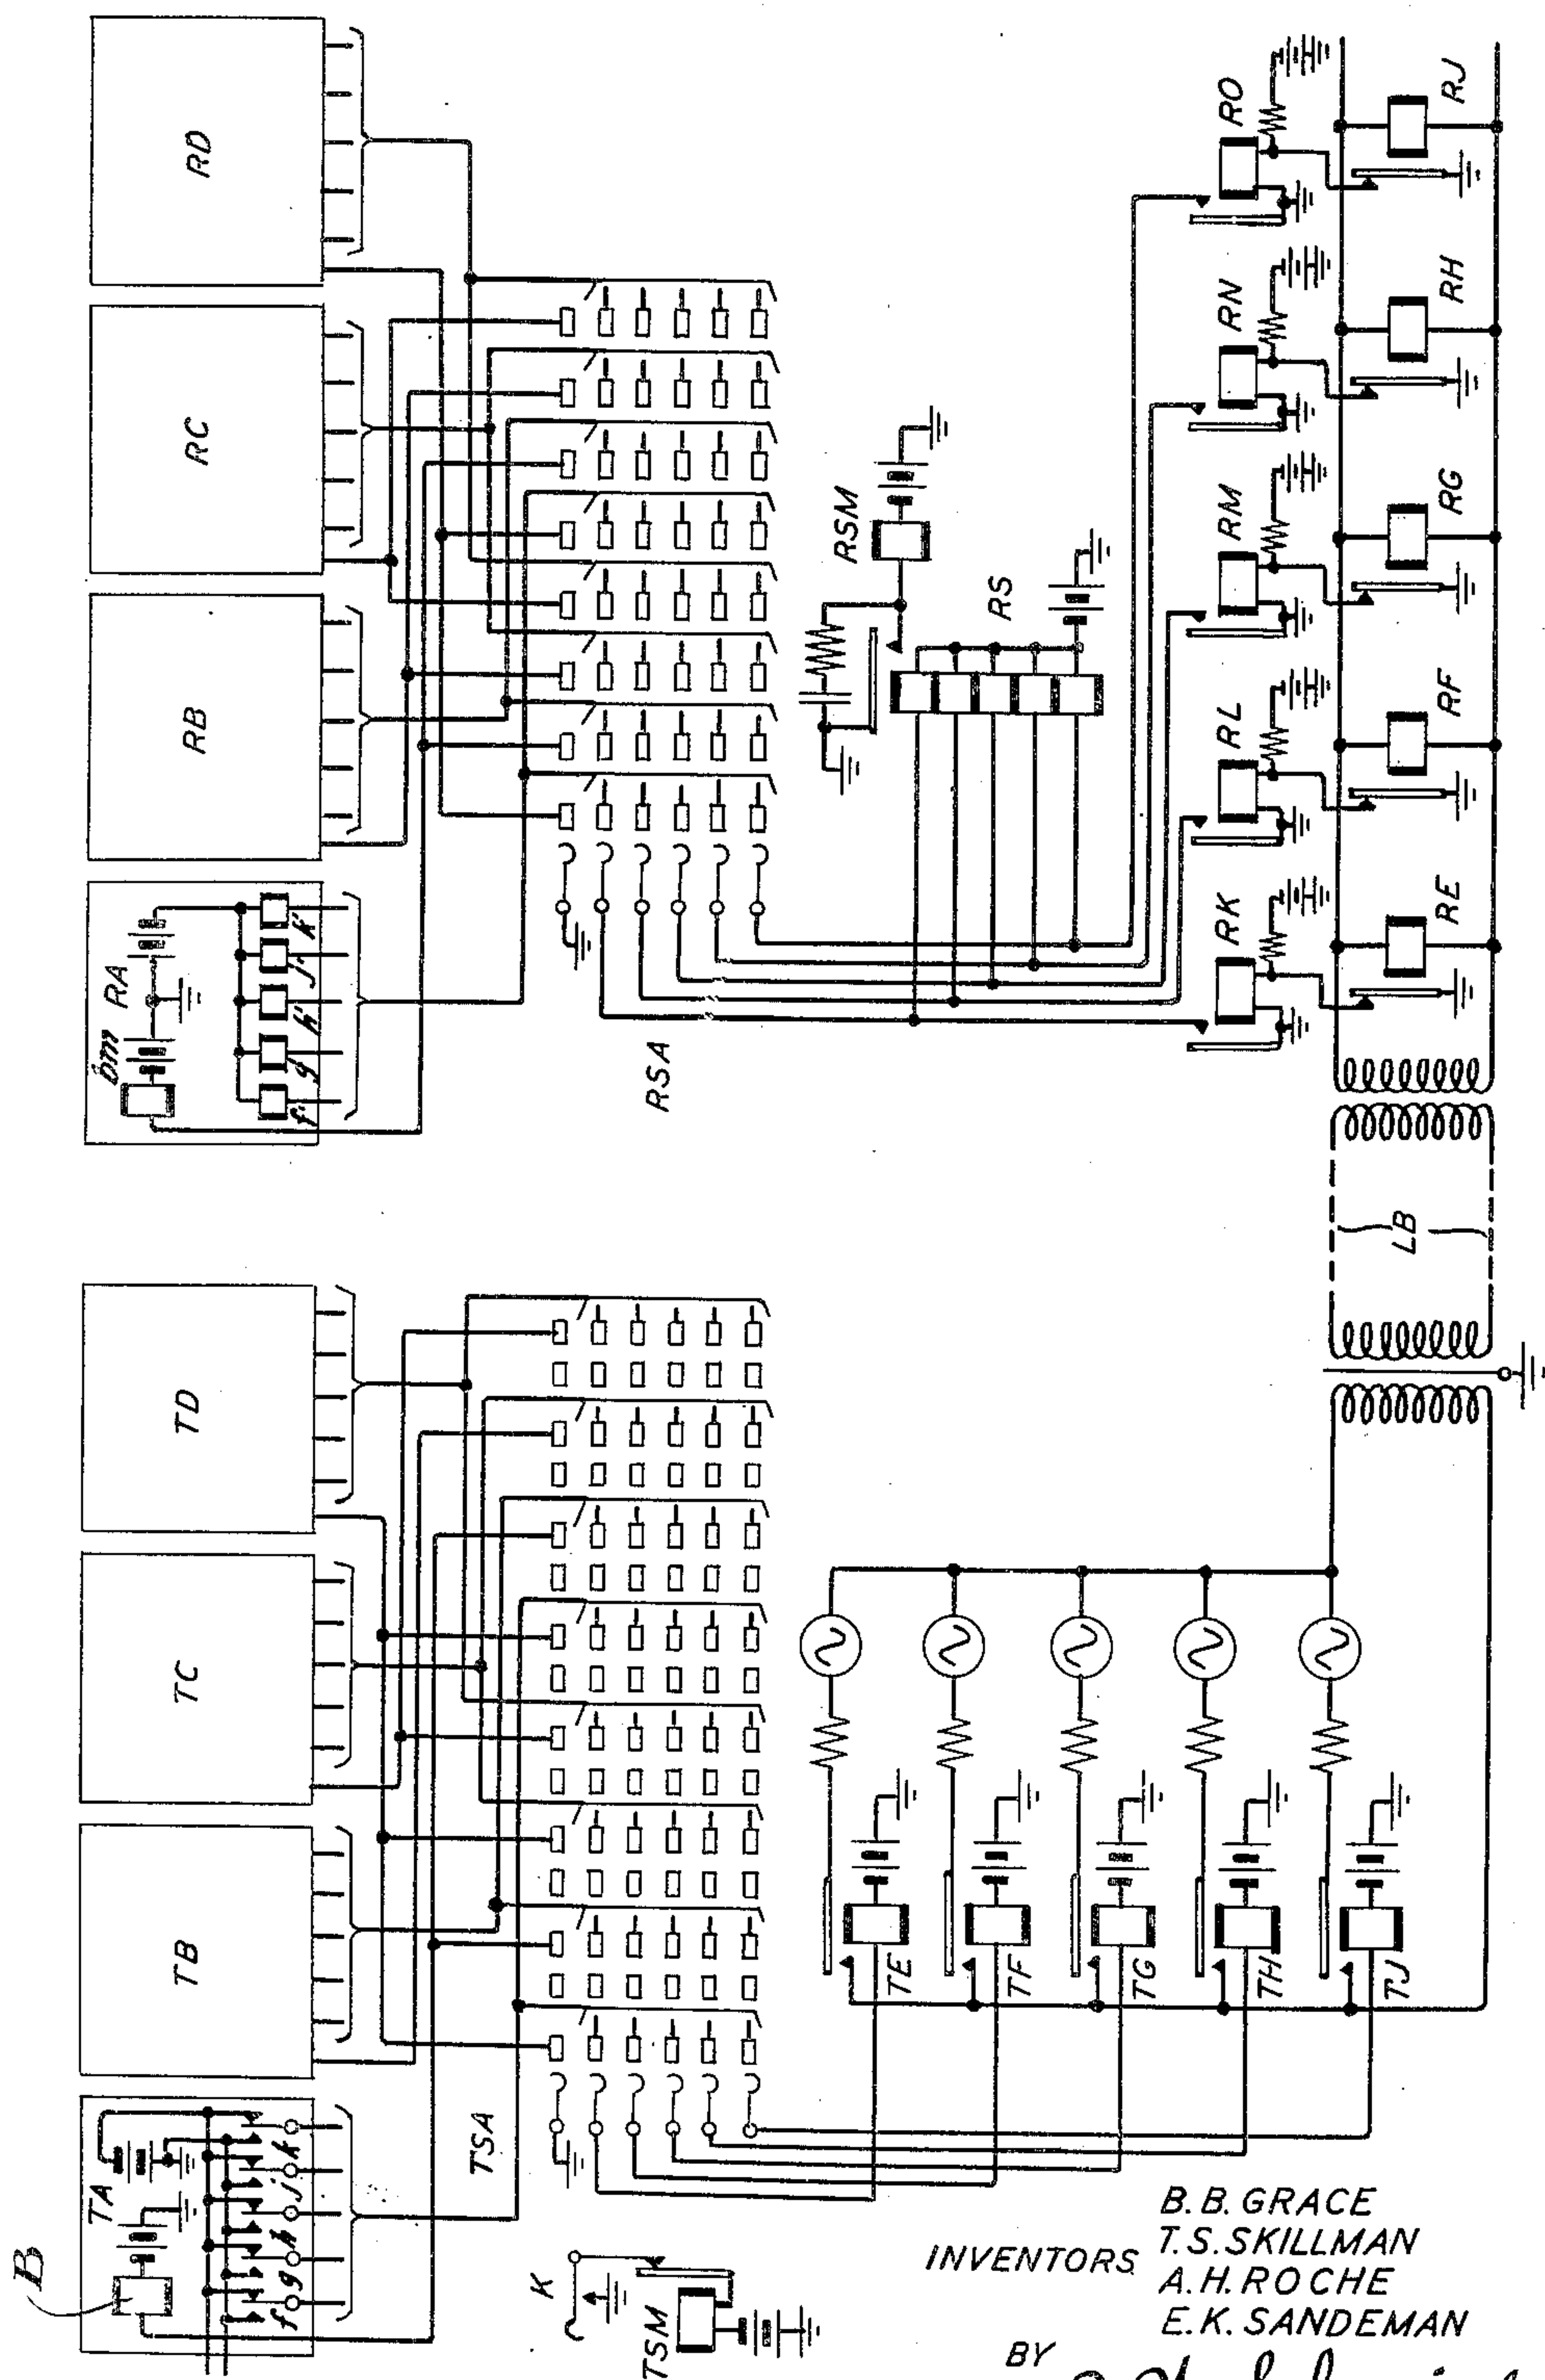 RD
RC
RB
RA
bm
f'
g'
h'
j'
k'
RSA
RSM
RS
RO
RN
RM
RL
RK
RJ
RH
RG
RF
RE
LB
TD
TC
TB
TA
B
f
g
h
j
k
TSA
TE
TF
TG
TH
TJ
K
TSM
INVENTORS
B. B. GRACE
T. S. SKILLMAN
A. H. ROCHE
E. K. SANDEMAN
BY